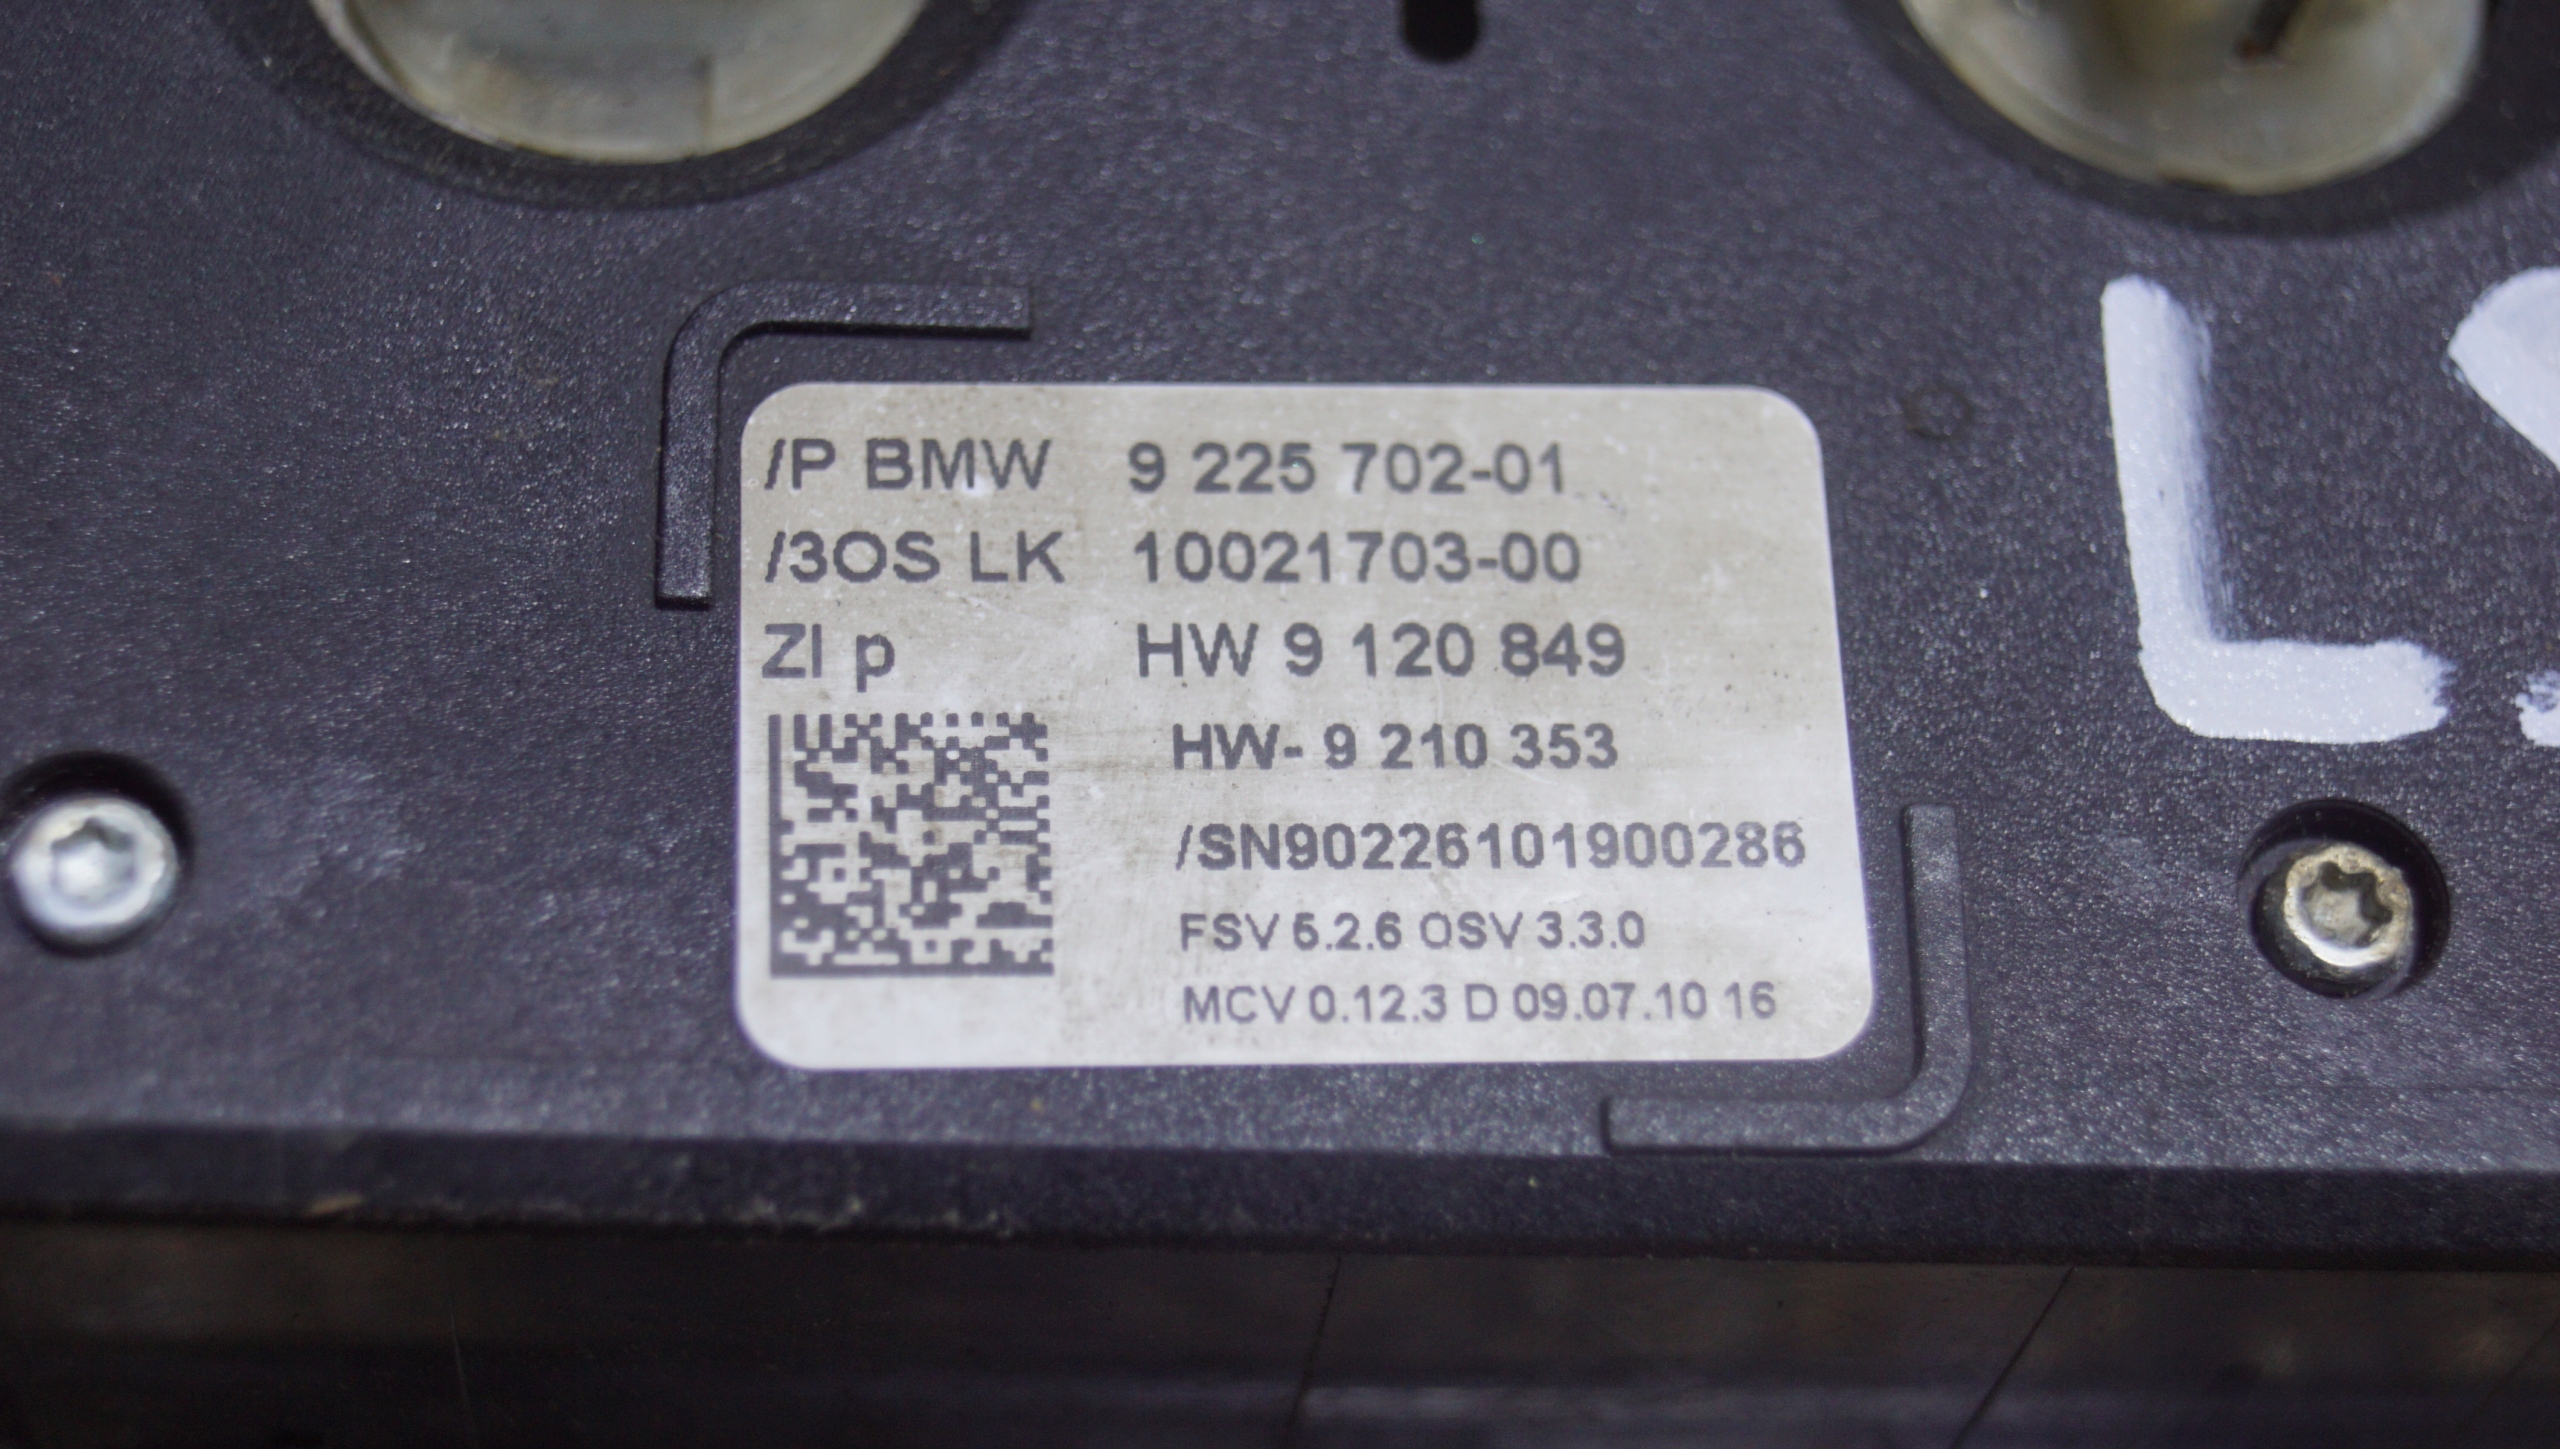 /P BMW 9 225 702-01
/3OS LK 10021703-00
ZI p HW 9 120 849
HW- 9 210 353
/SN90226101900286
FSV 5.2.6 OSV 3.3.0
MCV 0.12.3 D 09.07.10 16